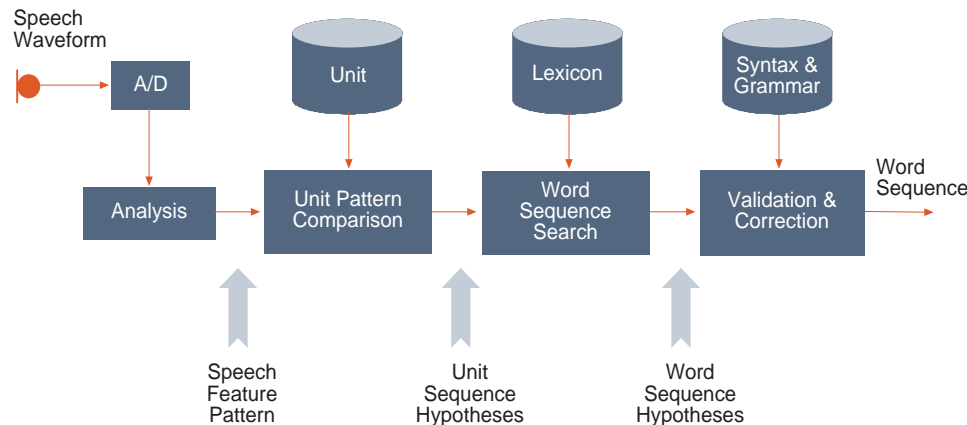 Speech
Waveform
A/D
Unit
Lexicon
Syntax &
Grammar
Analysis
Unit Pattern
Comparison
Word
Sequence
Search
Validation &
Correction
Word
Sequence
Speech
Feature
Pattern
Unit
Sequence
Hypotheses
Word
Sequence
Hypotheses